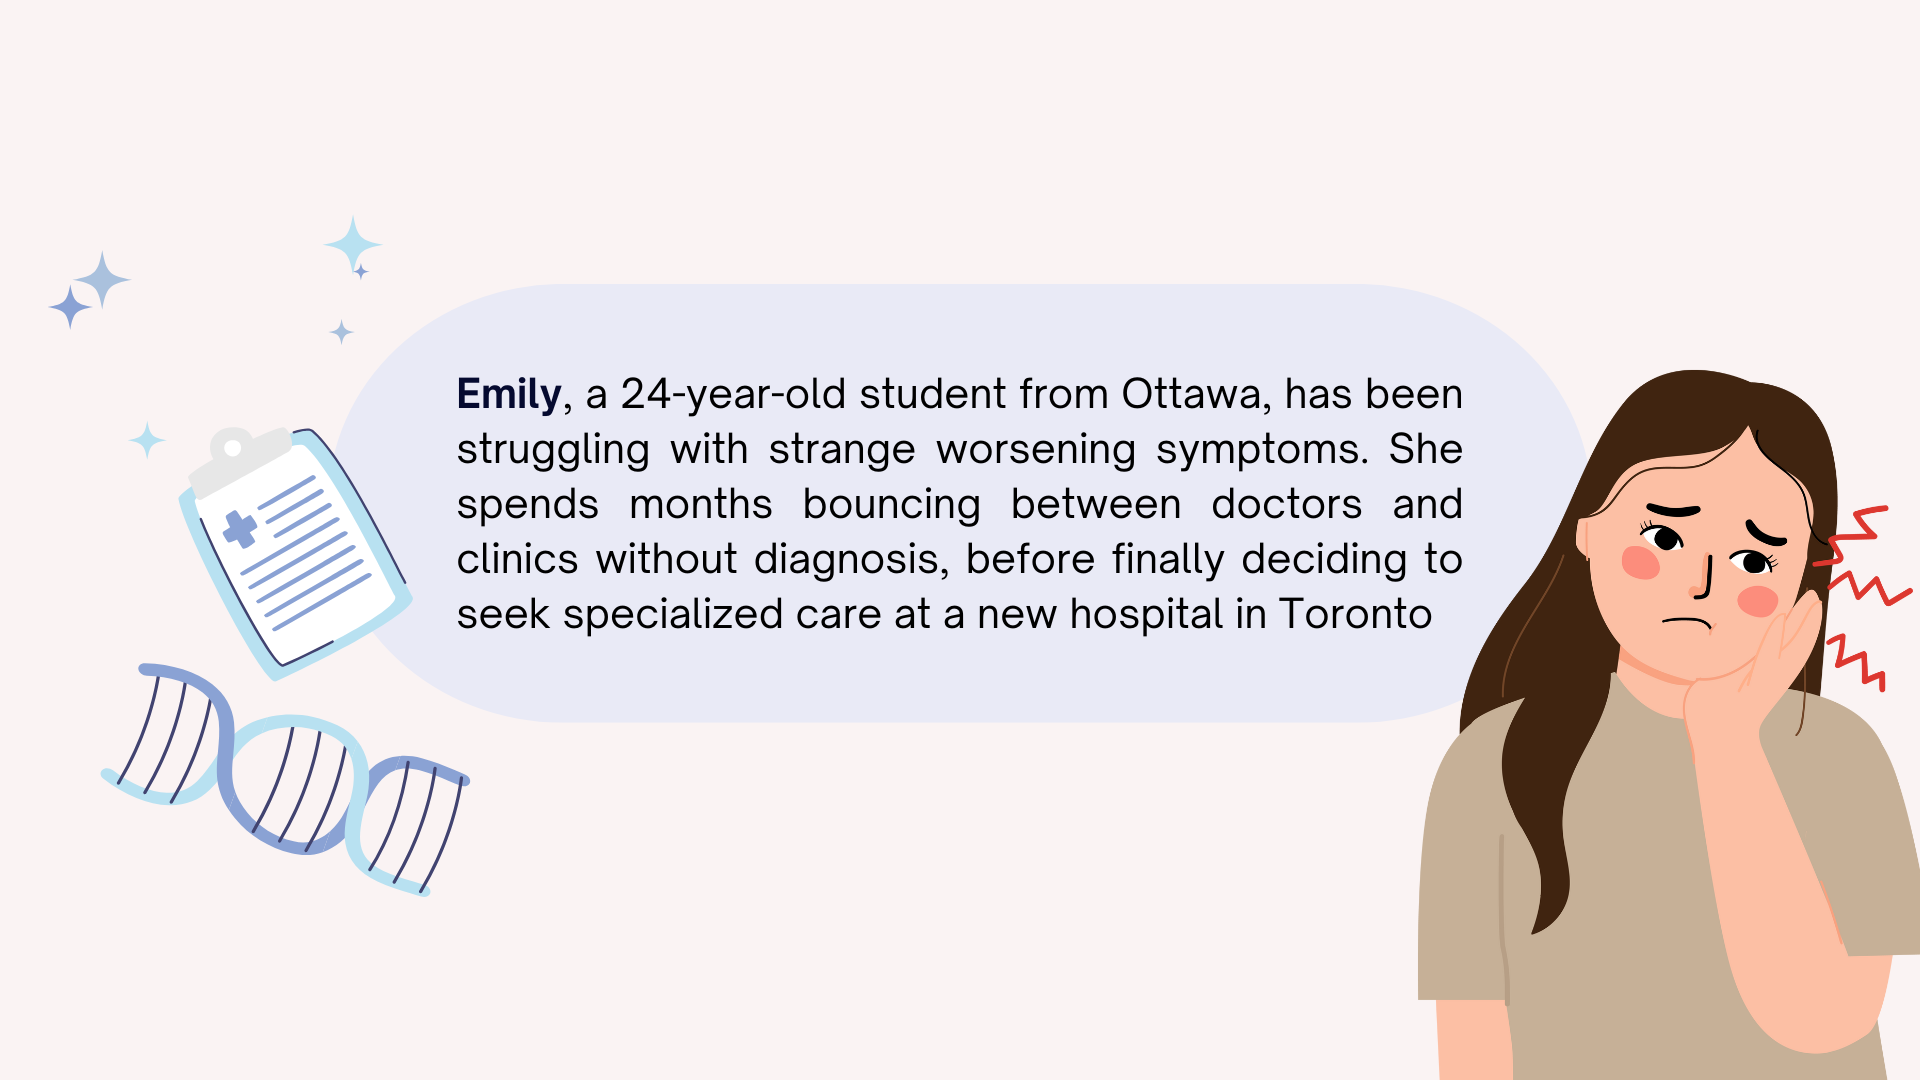 Emily, a 24-year-old student from Ottawa, has been
struggling with strange worsening symptoms. She
spends months bouncing between doctors and
clinics without diagnosis, before finally deciding to
seek specialized care at a new hospital in Toronto